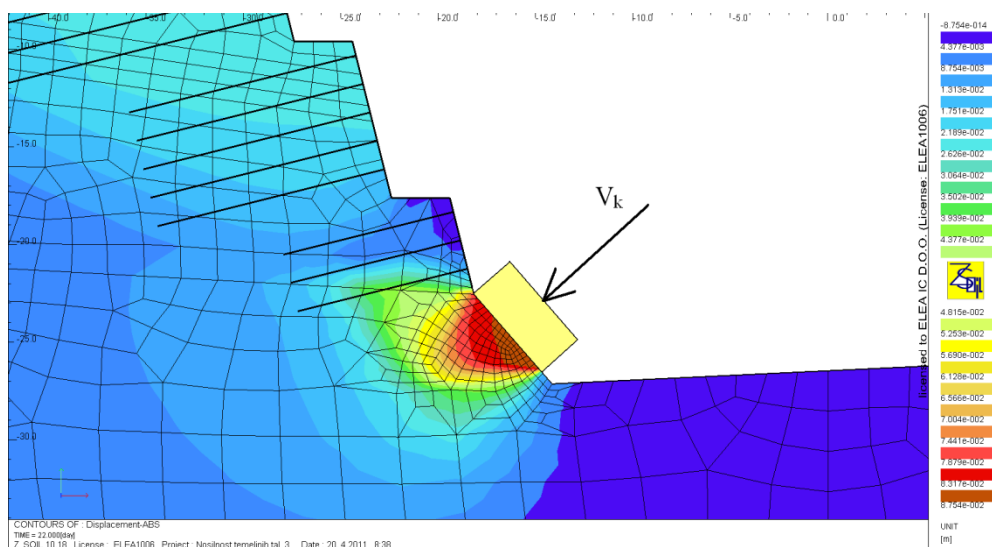 -40.0 -35.0 -30.0 -25.0 -20.0 -15.0 -10.0 -5.0 0.0
-10.0
-15.0
-20.0
-25.0
-30.0
Vk
-8.754e-014
4.377e-003
8.754e-003
1.313e-002
1.751e-002
2.189e-002
2.626e-002
3.064e-002
3.502e-002
3.939e-002
4.377e-002
4.815e-002
5.253e-002
5.690e-002
6.128e-002
6.566e-002
7.004e-002
7.441e-002
7.879e-002
8.317e-002
8.754e-002
UNIT
[m]
licensed to ELEA IC D.O.O. (License: ELEA1006)
CONTOURS OF : Displacement-ABS
TIME = 22.000[day]
Z_SOIL 10.18 License : ELEA1006 Project : Nosilnost temeljnih tal_3 Date : 20.4.2011 8:38